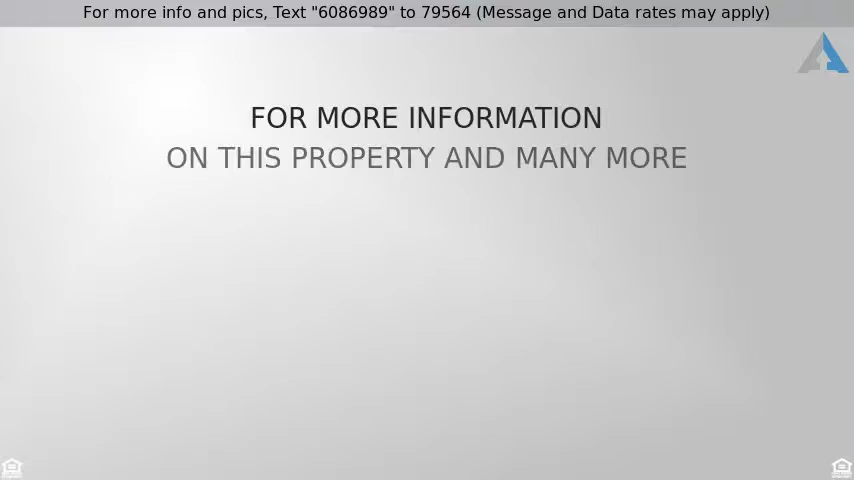 For more info and pics, Text "6086989" to 79564 (Message and Data rates may apply)
FOR MORE INFORMATION
ON THIS PROPERTY AND MANY MORE